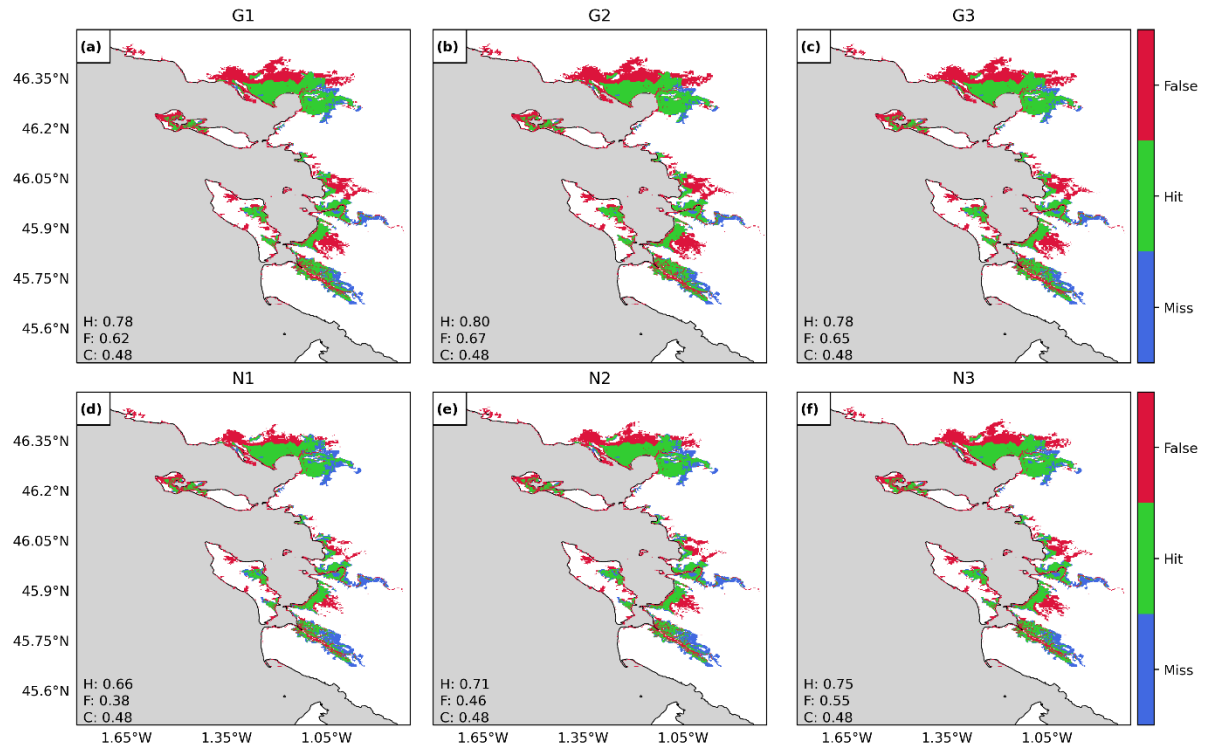 G1
G2
G3
(a)
(b)
(c)
46.35°N
46.2°N
46.05°N
45.9°N
45.75°N
45.6°N
H: 0.78
F: 0.62
C: 0.48
H: 0.80
F: 0.67
C: 0.48
H: 0.78
F: 0.65
C: 0.48
False
Hit
Miss
N1
N2
N3
(d)
(e)
(f)
46.35°N
46.2°N
46.05°N
45.9°N
45.75°N
45.6°N
H: 0.66
F: 0.38
C: 0.48
H: 0.71
F: 0.46
C: 0.48
H: 0.75
F: 0.55
C: 0.48
False
Hit
Miss
1.65°W 1.35°W 1.05°W
1.65°W 1.35°W 1.05°W
1.65°W 1.35°W 1.05°W